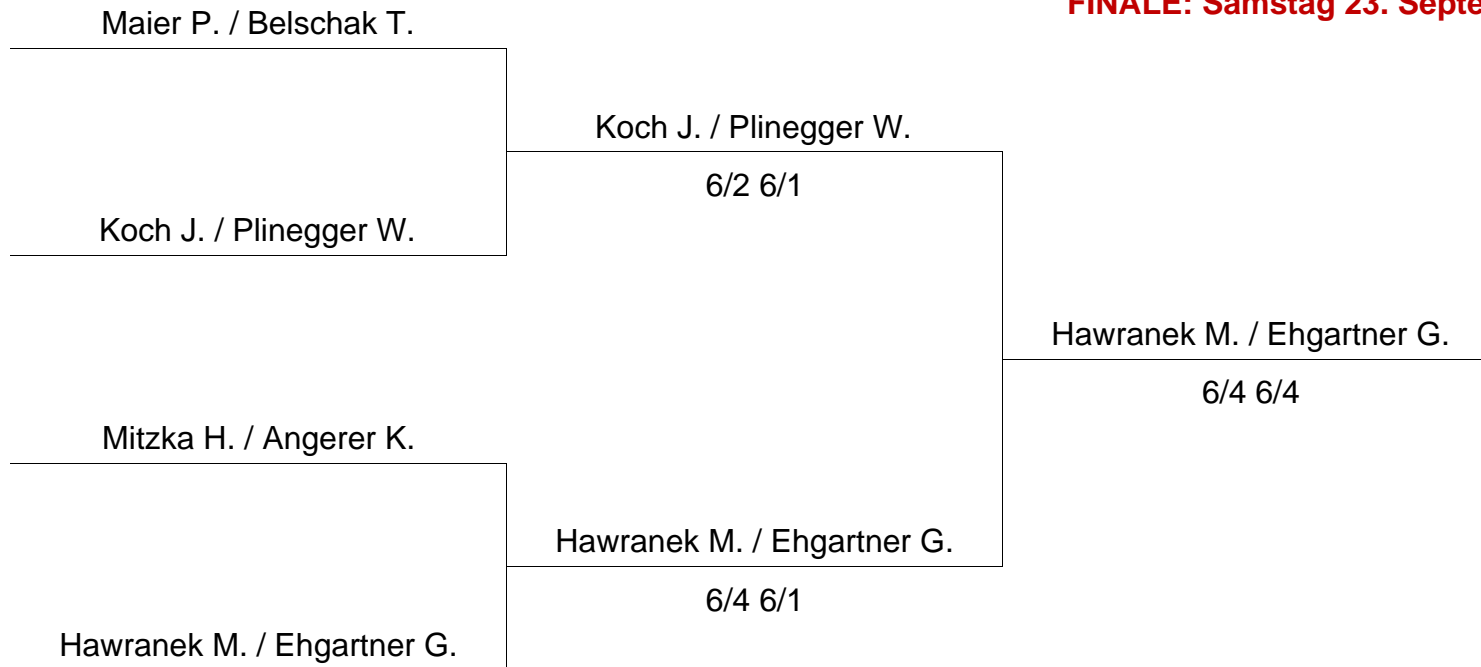 FINALE: Samstag 23. Septe
Maier P. / Belschak T.
Koch J. / Plinegger W.
6/2 6/1
Koch J. / Plinegger W.
Hawranek M. / Ehgartner G.
6/4 6/4
Mitzka H. / Angerer K.
Hawranek M. / Ehgartner G.
6/4 6/1
Hawranek M. / Ehgartner G.